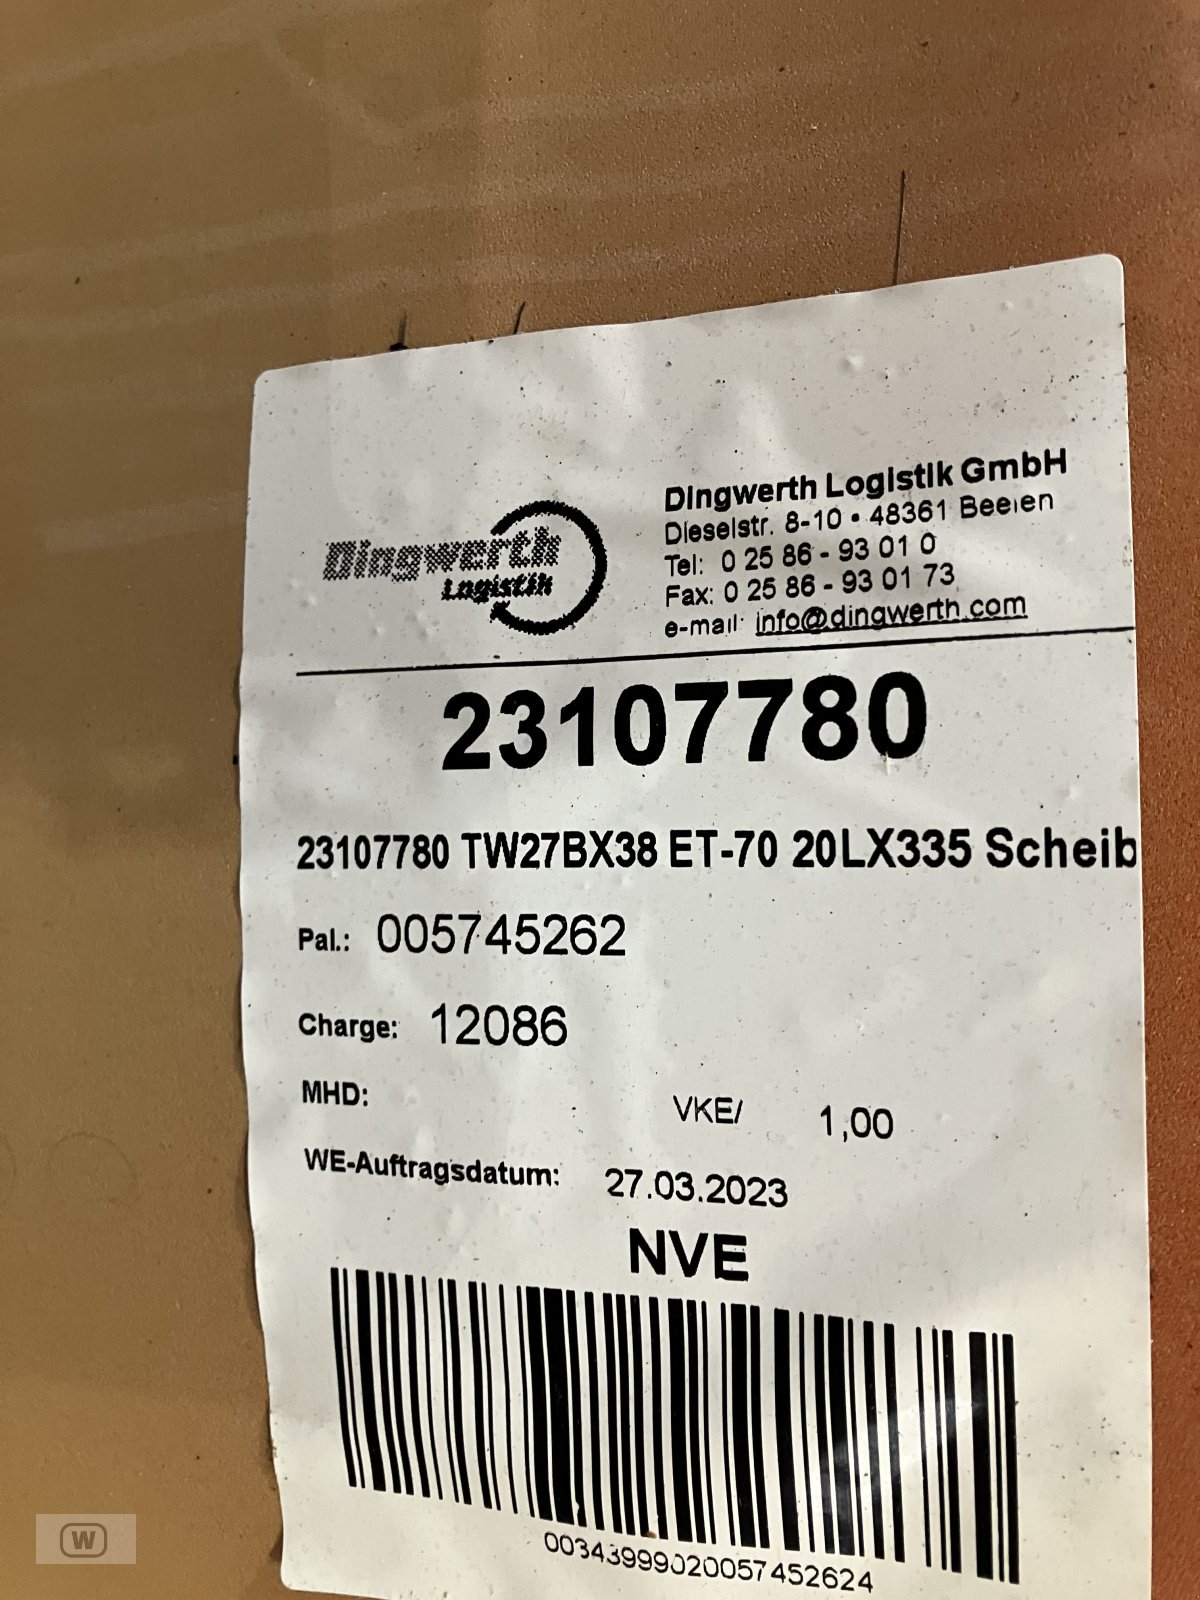 Dingwerth
Logistik
Dingwerth Logistik GmbH
Dieselstr. 8-10 • 48361 Beelen
Tel: 0 25 86 - 93 01 0
Fax: 0 25 86 - 93 01 73
e-mail: info@dingwerth.com
23107780
23107780 TW27BX38 ET-70 20LX335 Scheib
Pal.: 005745262
Charge: 12086
MHD:
VKE/ 1,00
WE-Auftragsdatum: 27.03.2023
NVE
00343999020057452624
W